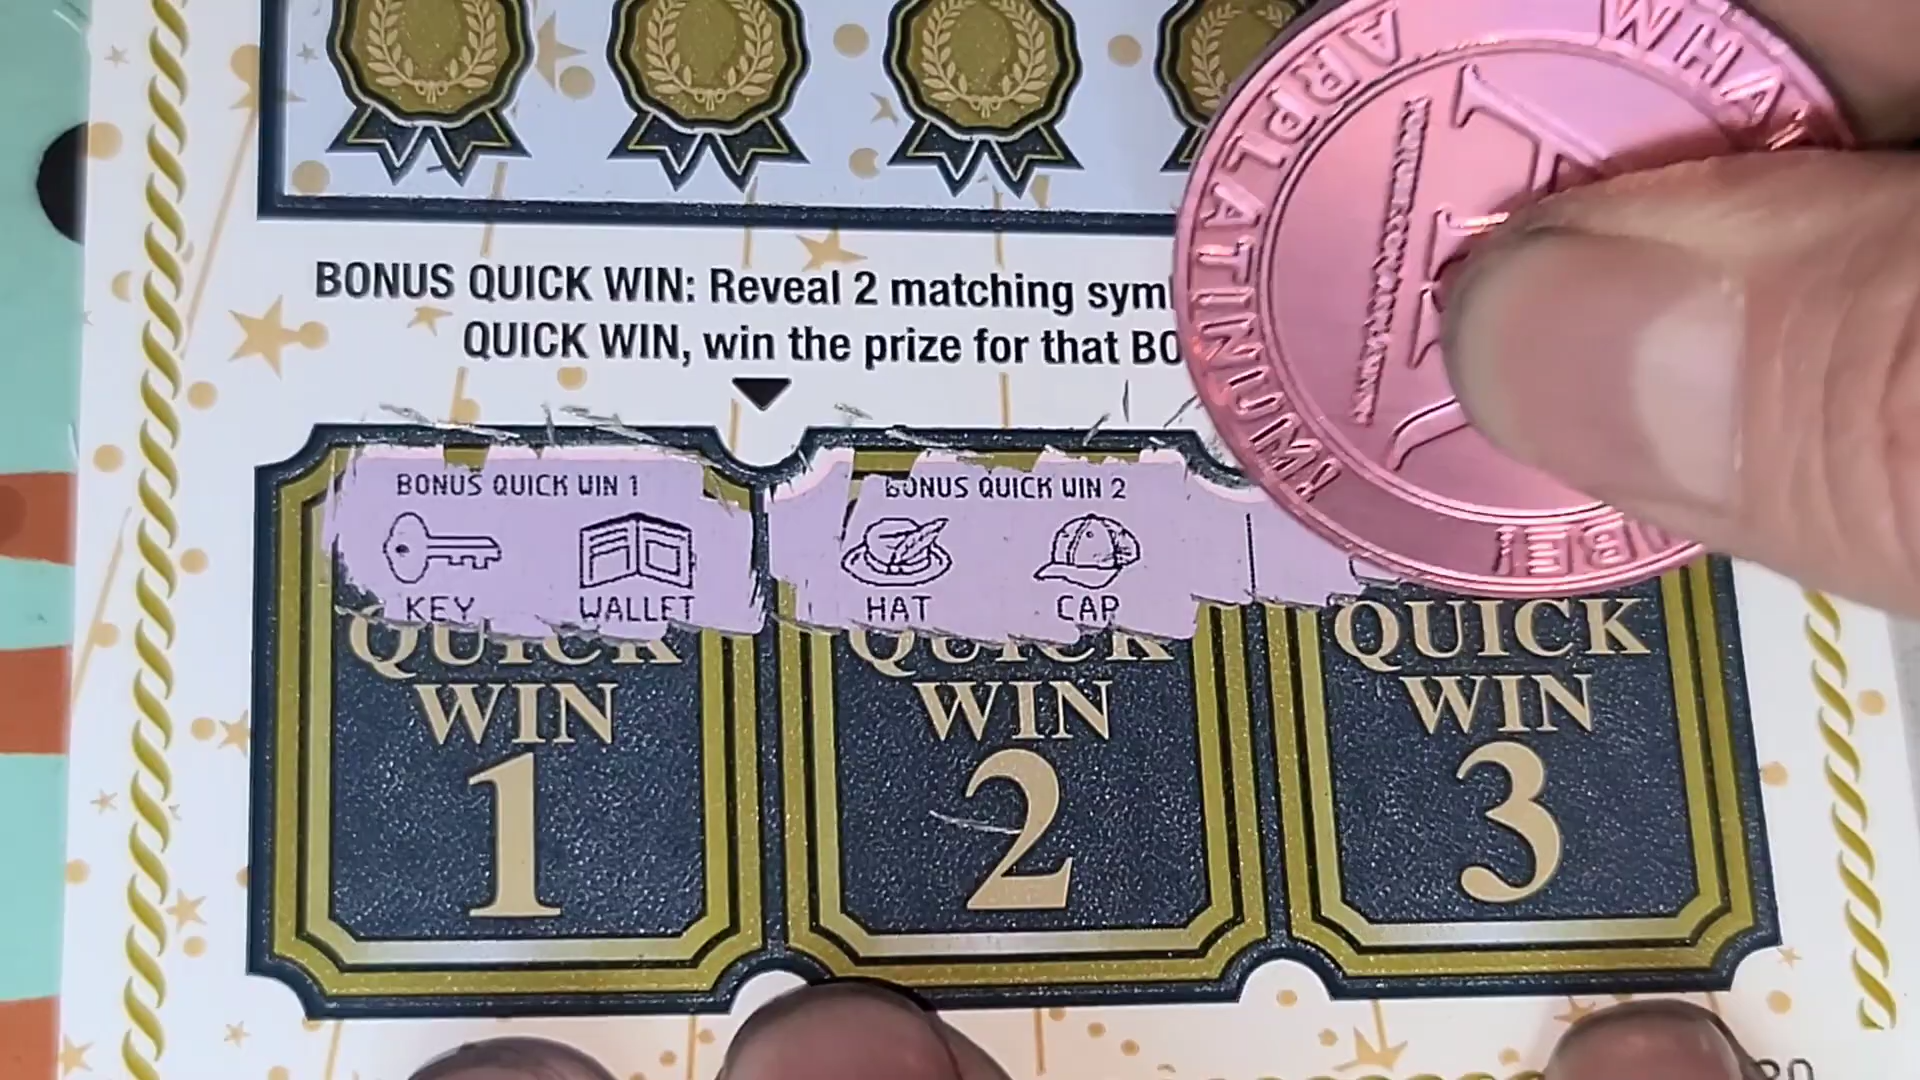 BONUS QUICK WIN: Reveal 2 matching sym
QUICK WIN, win the prize for that BO
ARPLATINUM!
BONUS QUICK WIN 1
BONUS QUICK WIN 2
KEY WALLET
HAT CAP
QUICK
WIN
1
QUICK
WIN
2
QUICK
WIN
3